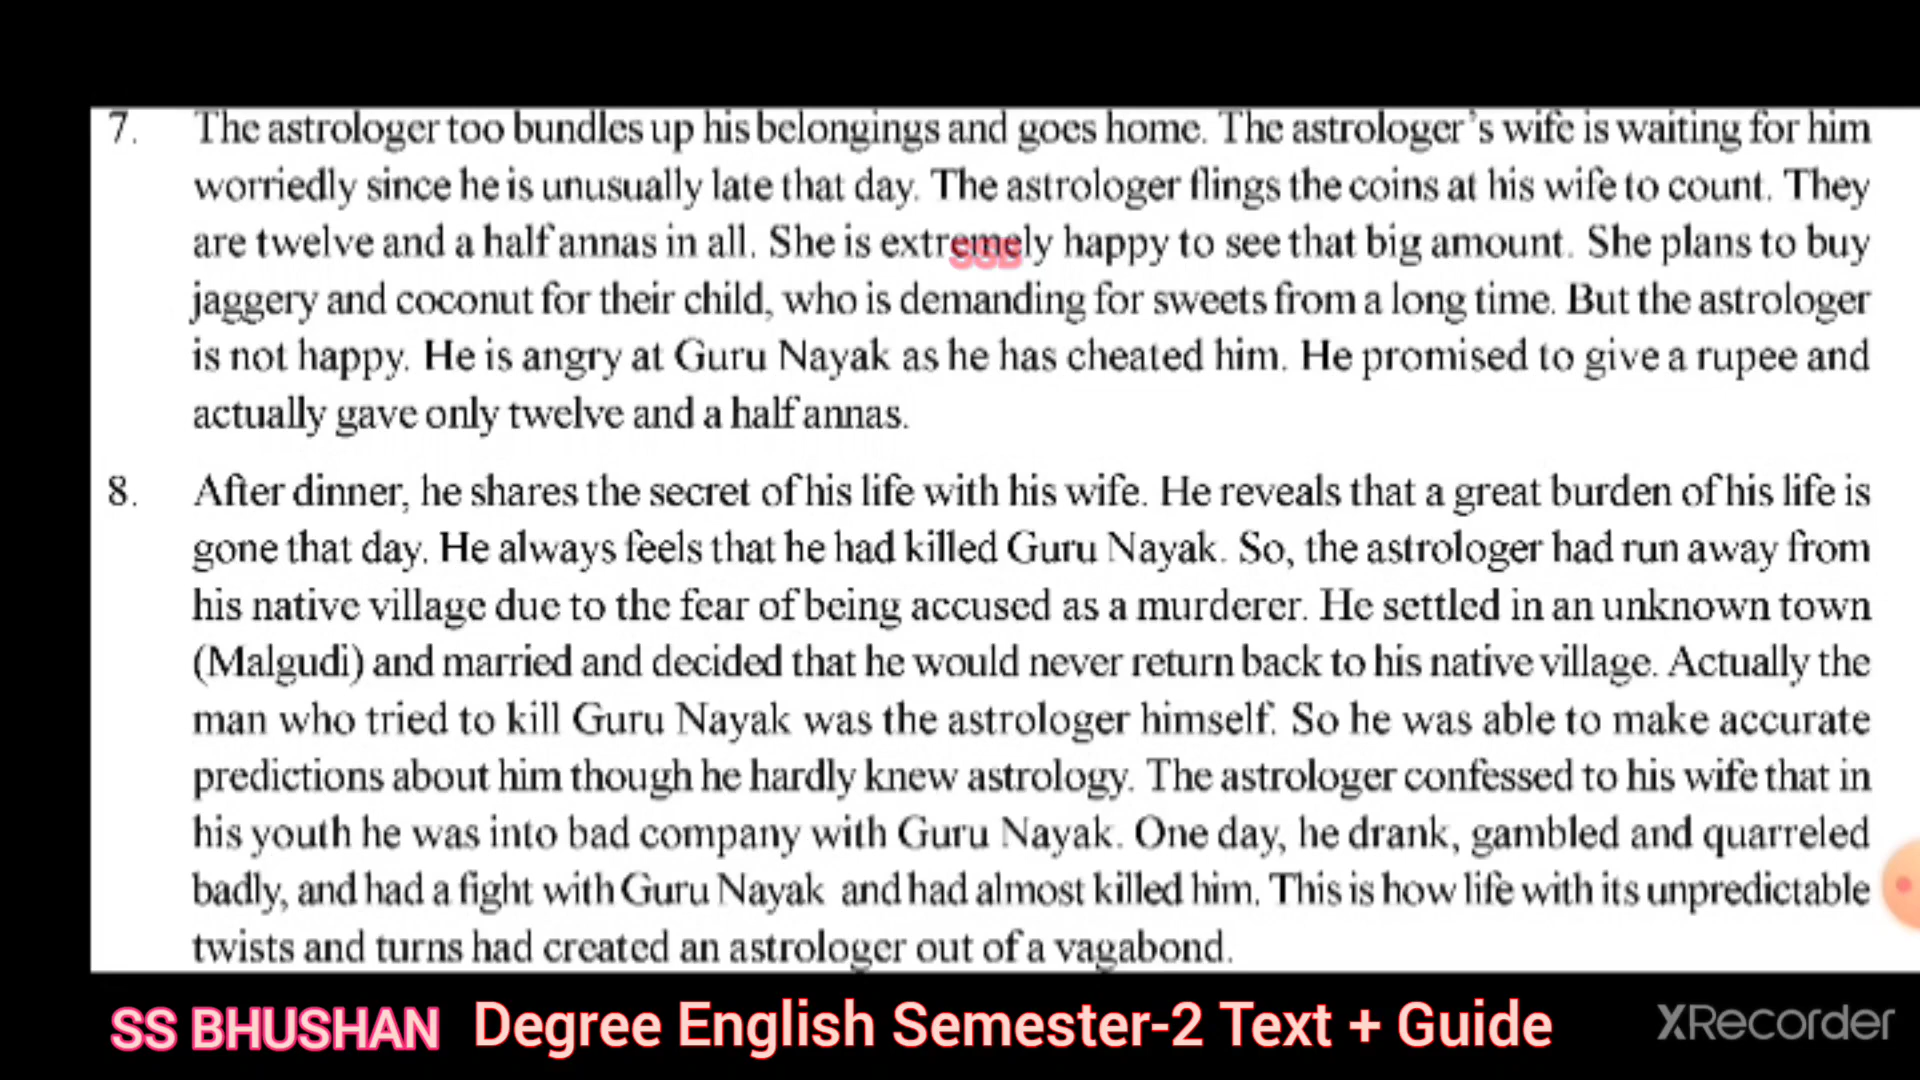 7. The astrologer too bundles up his belongings and goes home. The astrologer's wife is waiting for him
worriedly since he is unusually late that day. The astrologer flings the coins at his wife to count. They
are twelve and a half annas in all. She is extremely happy to see that big amount. She plans to buy
SSB
jaggery and coconut for their child, who is demanding for sweets from a long time. But the astrologer
is not happy. He is angry at Guru Nayak as he has cheated him. He promised to give a rupee and
actually gave only twelve and a half annas.
8. After dinner, he shares the secret of his life with his wife. He reveals that a great burden of his life is
gone that day. He always feels that he had killed Guru Nayak. So, the astrologer had run away from
his native village due to the fear of being accused as a murderer. He settled in an unknown town
(Malgudi) and married and decided that he would never return back to his native village. Actually the
man who tried to kill Guru Nayak was the astrologer himself. So he was able to make accurate
predictions about him though he hardly knew astrology. The astrologer confessed to his wife that in
his youth he was into bad company with Guru Nayak. One day, he drank, gambled and quarreled
badly, and had a fight with Guru Nayak and had almost killed him. This is how life with its unpredictable
twists and turns had created an astrologer out of a vagabond.
SS BHUSHAN Degree English Semester-2 Text + Guide
XRecorder